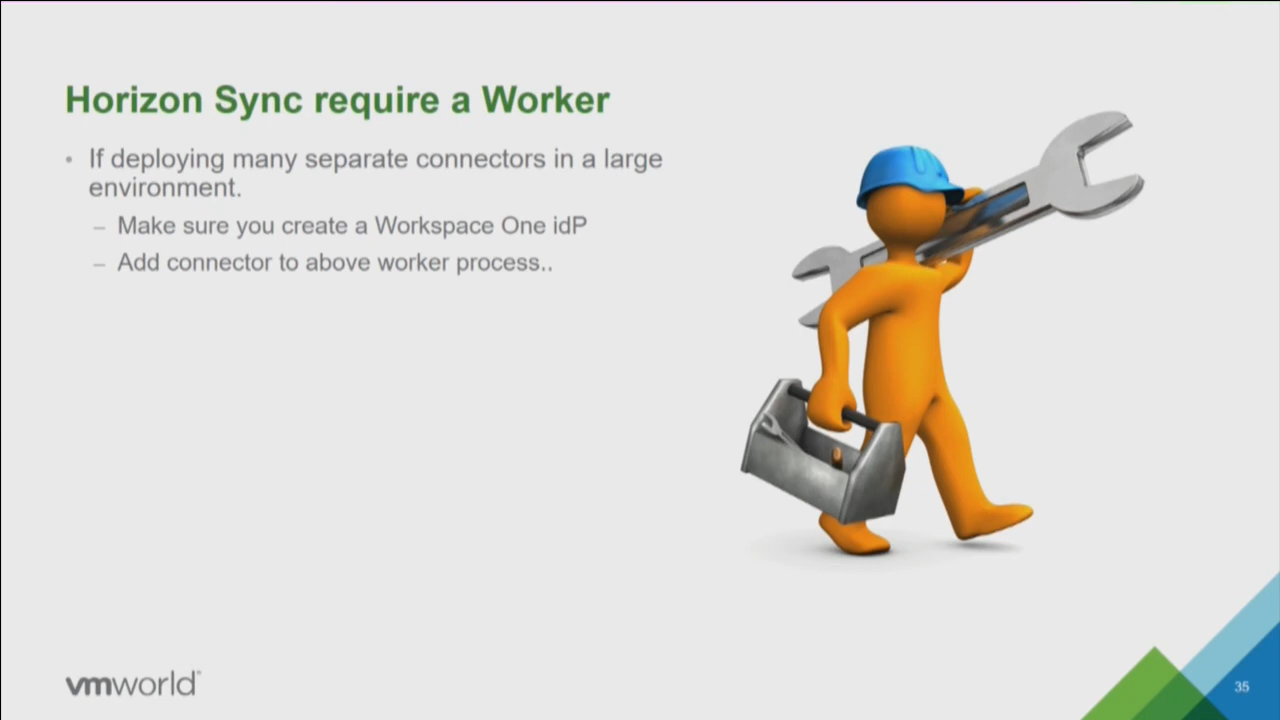 Horizon Sync require a Worker
• If deploying many separate connectors in a large
environment.
– Make sure you create a Workspace One idP
– Add connector to above worker process..
vmworld
35